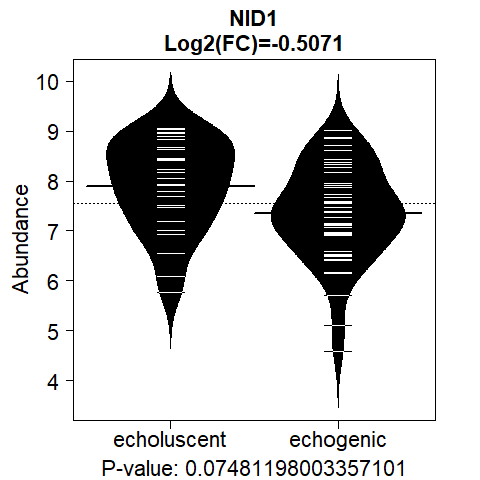 NID1
Log2(FC)=-0.5071
10
9
8
7
6
5
4
Abundance
echoluscent echogenic
P-value: 0.07481198003357101